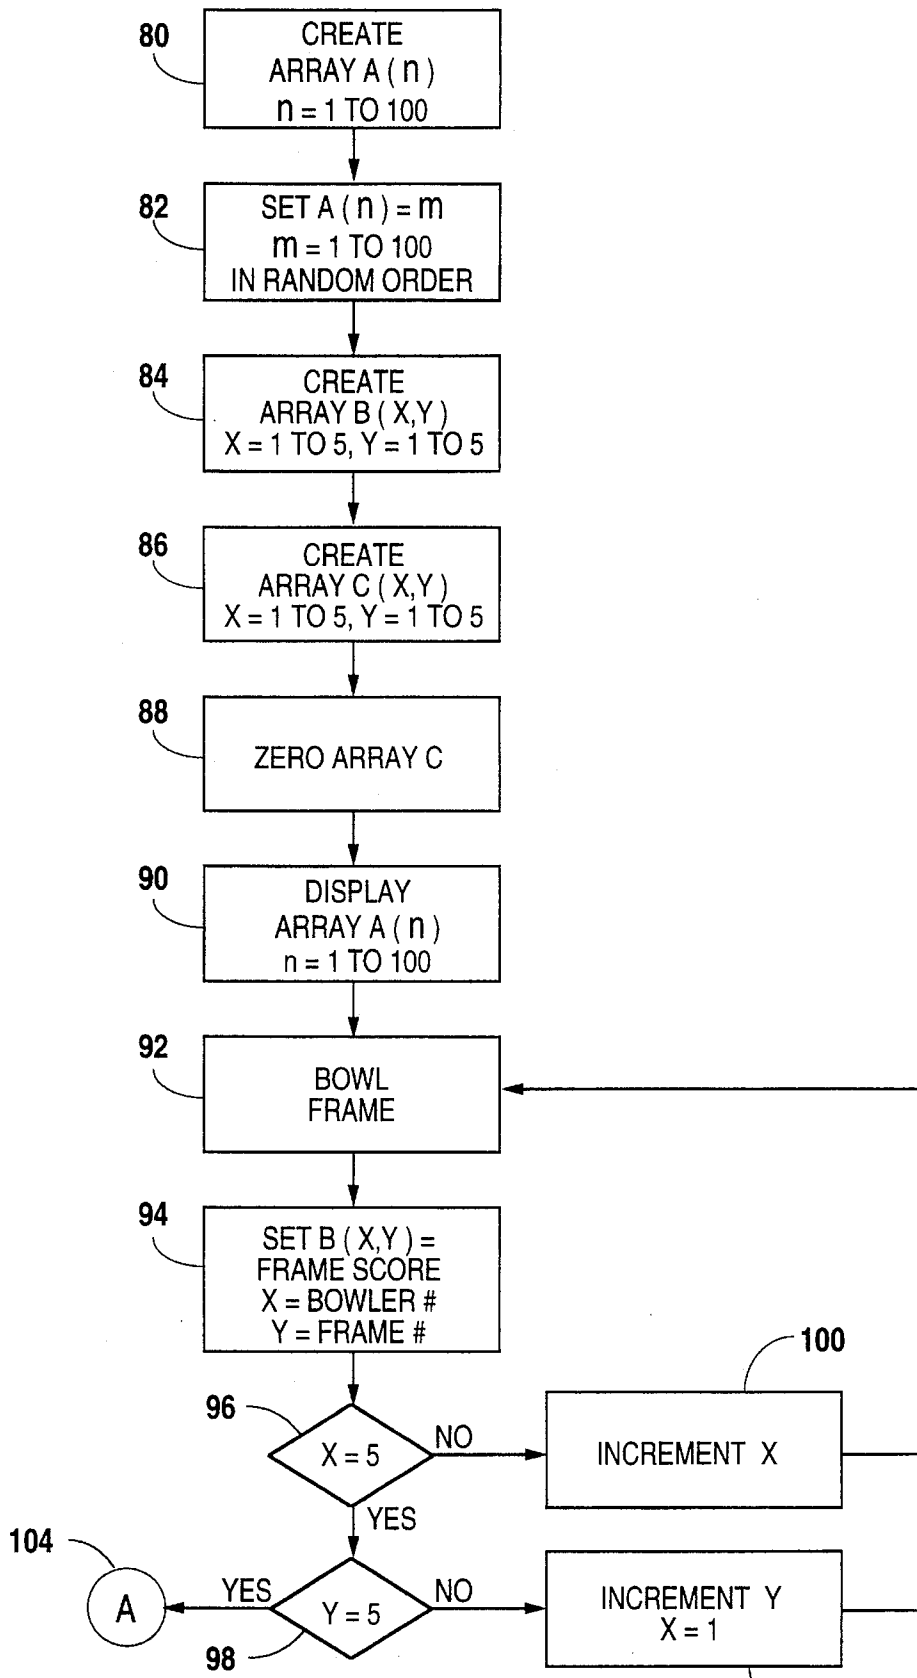 80
CREATE
ARRAY A ( n )
n = 1 TO 100
82
SET A ( n ) = m
m = 1 TO 100
IN RANDOM ORDER
84
CREATE
ARRAY B ( X,Y )
X = 1 TO 5, Y = 1 TO 5
86
CREATE
ARRAY C ( X,Y )
X = 1 TO 5, Y = 1 TO 5
88
ZERO ARRAY C
90
DISPLAY
ARRAY A ( n )
n = 1 TO 100
92
BOWL
FRAME
94
SET B ( X,Y ) =
FRAME SCORE
X = BOWLER #
Y = FRAME #
96
X = 5
NO
100
INCREMENT X
YES
104
A
YES
Y = 5
98
NO
INCREMENT Y
X = 1